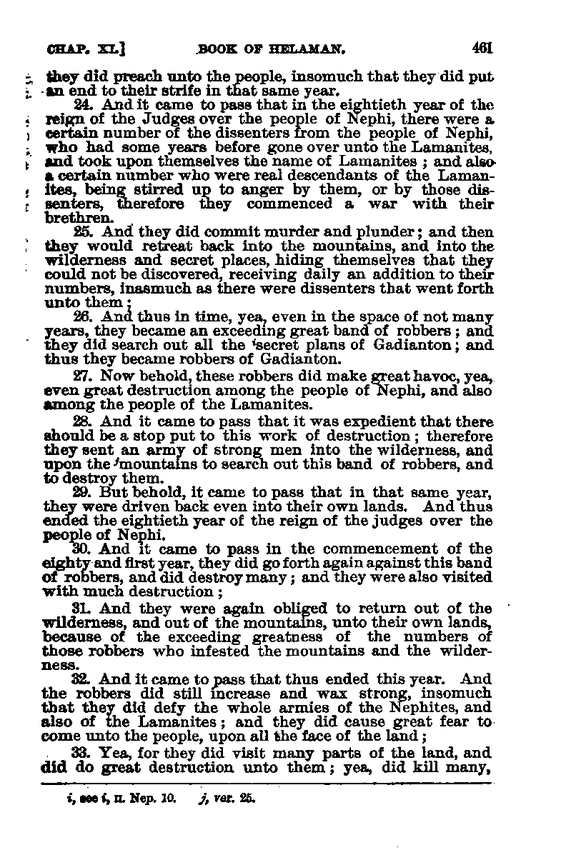 CHAP. XI.] BOOK OF HELAMAN. 461
they did preach unto the people, insomuch that they did put
an end to their strife in that same year.
24. And it came to pass that in the eightieth year of the
reign of the Judges over the people of Nephi, there were a
certain number of the dissenters from the people of Nephi,
who had some years before gone over unto the Lamanites,
and took upon themselves the name of Lamanites ; and also
a certain number who were real descendants of the Laman-
ites, being stirred up to anger by them, or by those dis-
senters, therefore they commenced a war with their
brethren.
25. And they did commit murder and plunder; and then
they would retreat back into the mountains, and into the
wilderness and secret places, hiding themselves that they
could not be discovered, receiving daily an addition to their
numbers, inasmuch as there were dissenters that went forth
unto them ;
26. And thus in time, yea, even in the space of not many
years, they became an exceeding great band of robbers ; and
they did search out all the ⁱsecret plans of Gadianton ; and
thus they became robbers of Gadianton.
27. Now behold, these robbers did make great havoc, yea,
even great destruction among the people of Nephi, and also
among the people of the Lamanites.
28. And it came to pass that it was expedient that there
should be a stop put to this work of destruction ; therefore
they sent an army of strong men into the wilderness, and
upon the ʲmountains to search out this band of robbers, and
to destroy them.
29. But behold, it came to pass that in that same year,
they were driven back even into their own lands. And thus
ended the eightieth year of the reign of the judges over the
people of Nephi.
30. And it came to pass in the commencement of the
eighty and first year, they did go forth again against this band
of robbers, and did destroy many ; and they were also visited
with much destruction ;
31. And they were again obliged to return out of the
wilderness, and out of the mountains, unto their own lands,
because of the exceeding greatness of the numbers of
those robbers who infested the mountains and the wilder-
ness.
32. And it came to pass that thus ended this year. And
the robbers did still increase and wax strong, insomuch
that they did defy the whole armies of the Nephites, and
also of the Lamanites ; and they did cause great fear to
come unto the people, upon all the face of the land ;
33. Yea, for they did visit many parts of the land, and
did do great destruction unto them ; yea, did kill many,
i, see i, II. Nep. 10. j, ver. 25.